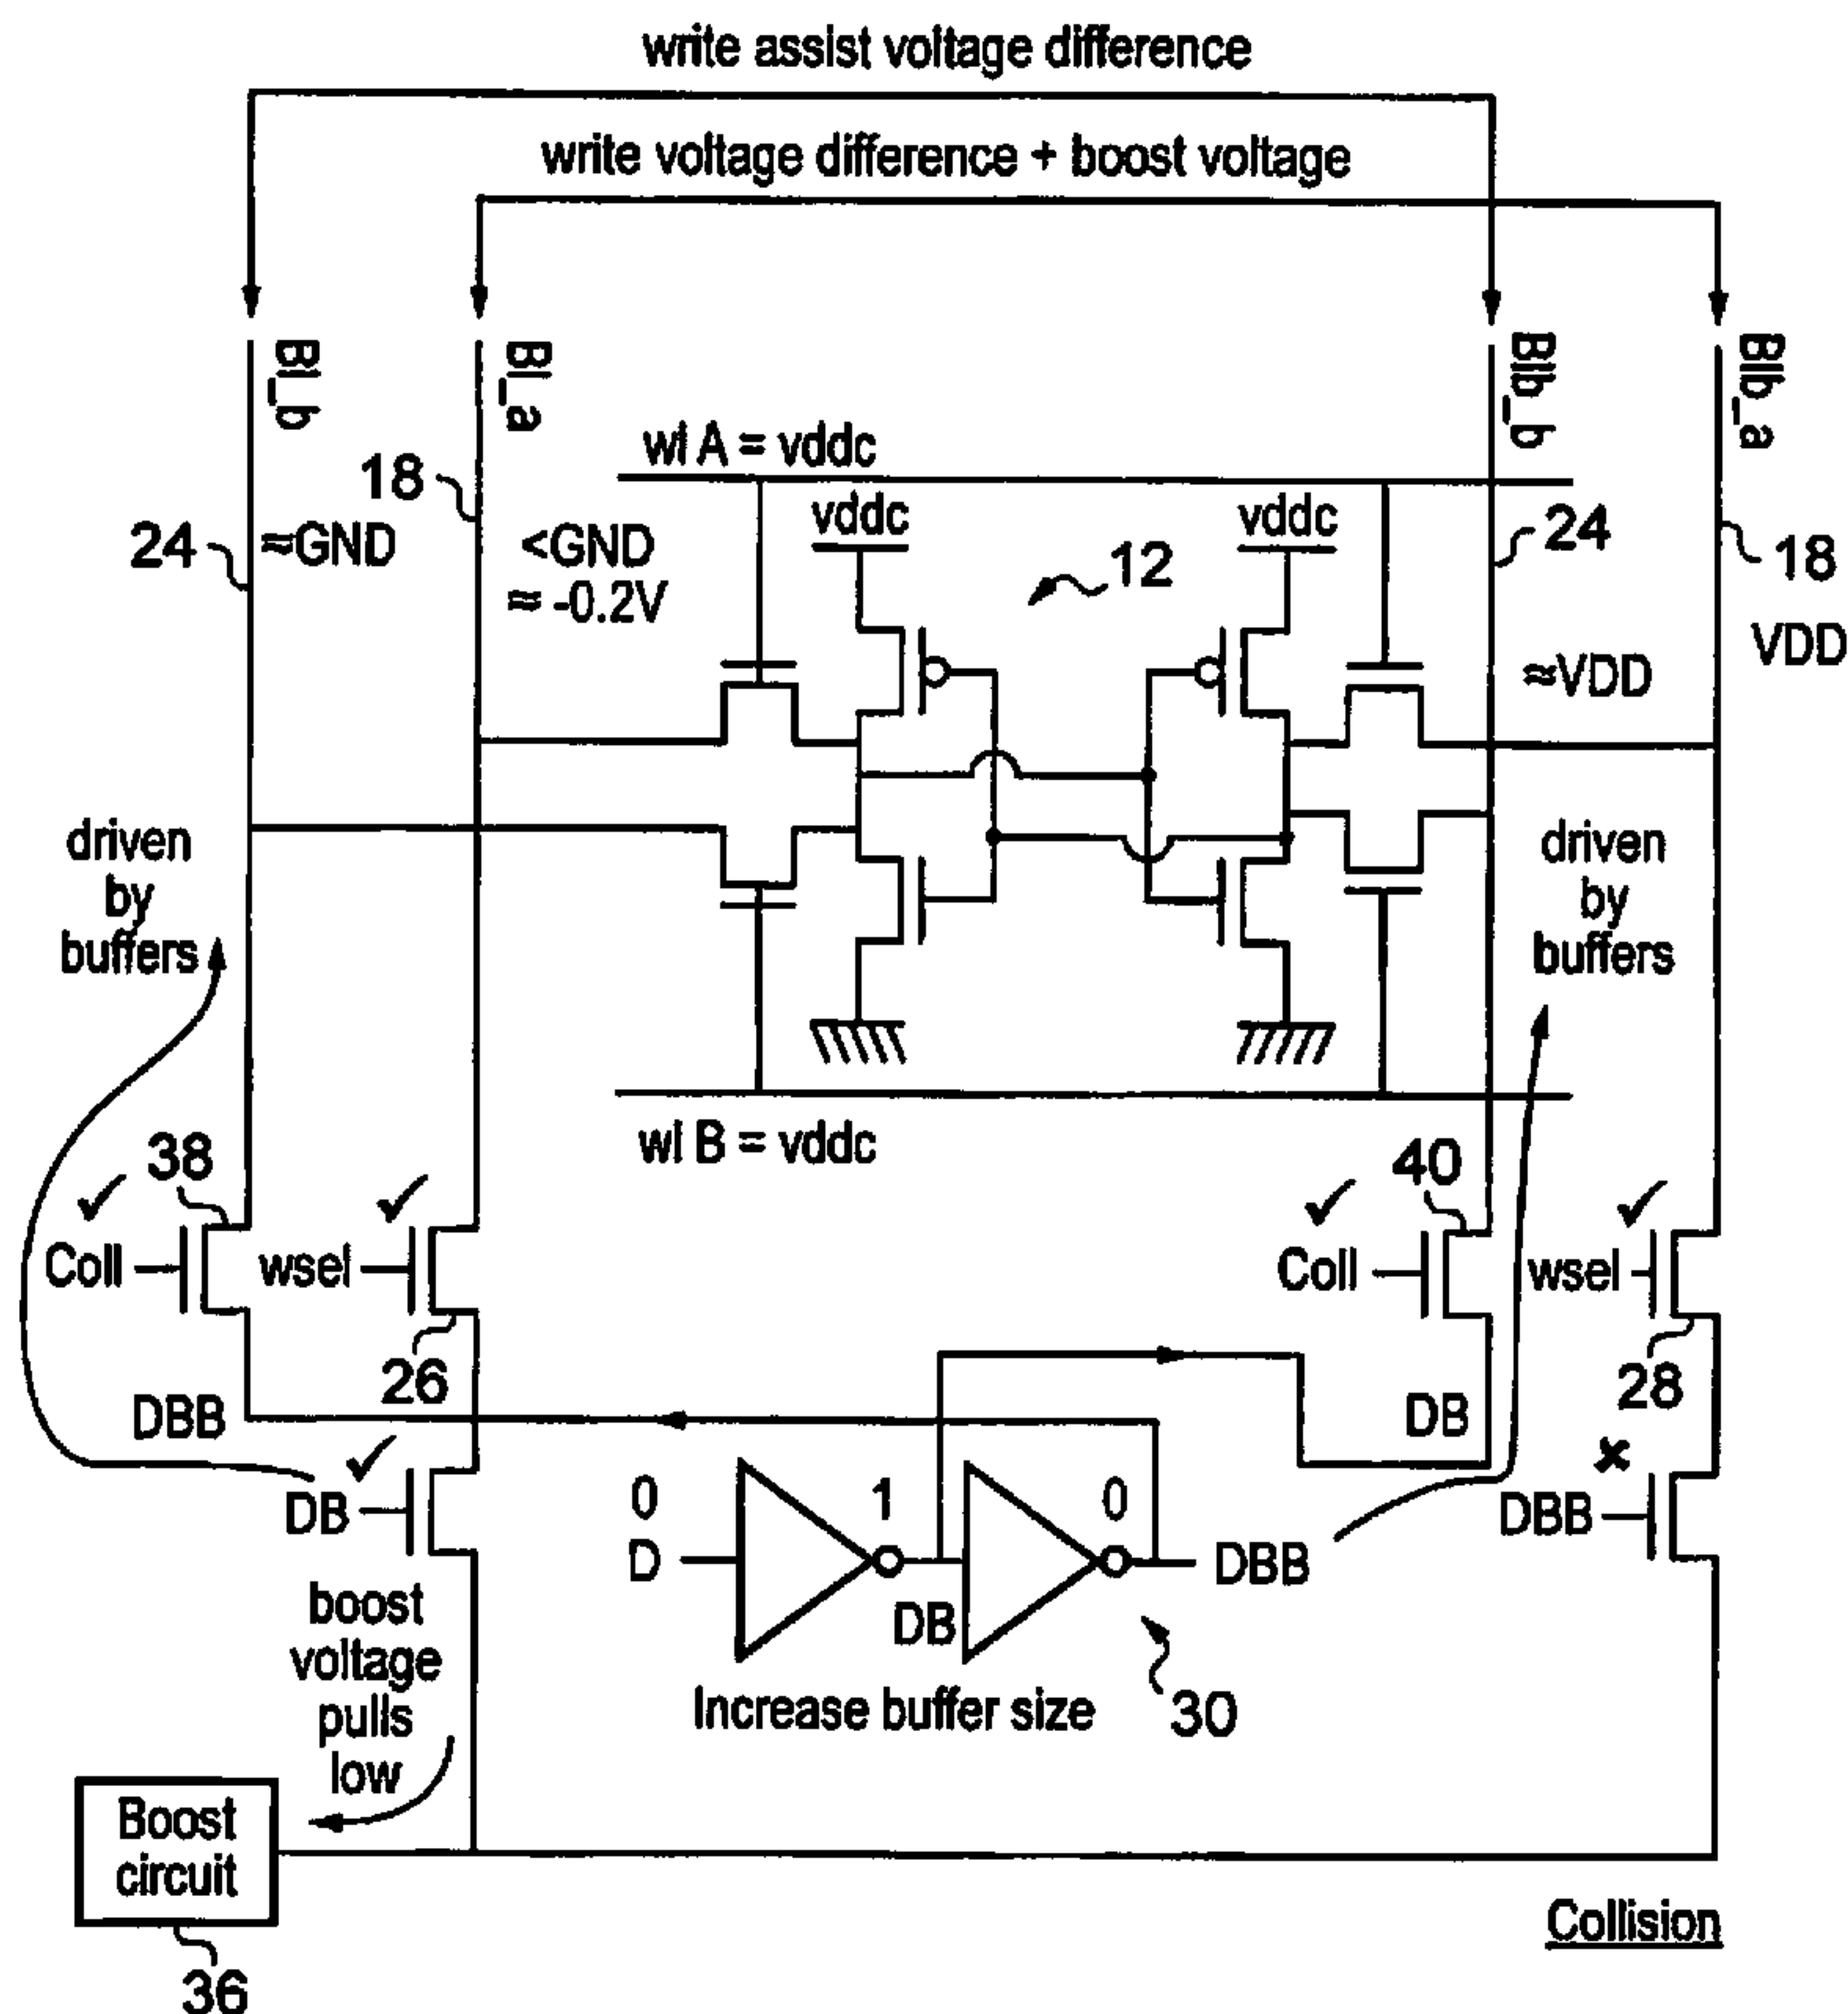 write assist voltage difference
write voltage difference + boost voltage
Bl_b
Bl_a
Blb_b
Blb_a
wl A = vddc
18
24
≈GND
<GND
≈ -0.2V
vddc
vddc
12
24
18
VDD
≈VDD
driven
by
buffers
driven
by
buffers
wl B = vddc
38
40
Coll
wsel
Coll
wsel
26
28
DBB
DB
DB
0
1
0
D
DB
DBB
DBB
boost
voltage
pulls
low
Increase buffer size
30
Boost
circuit
36
Collision